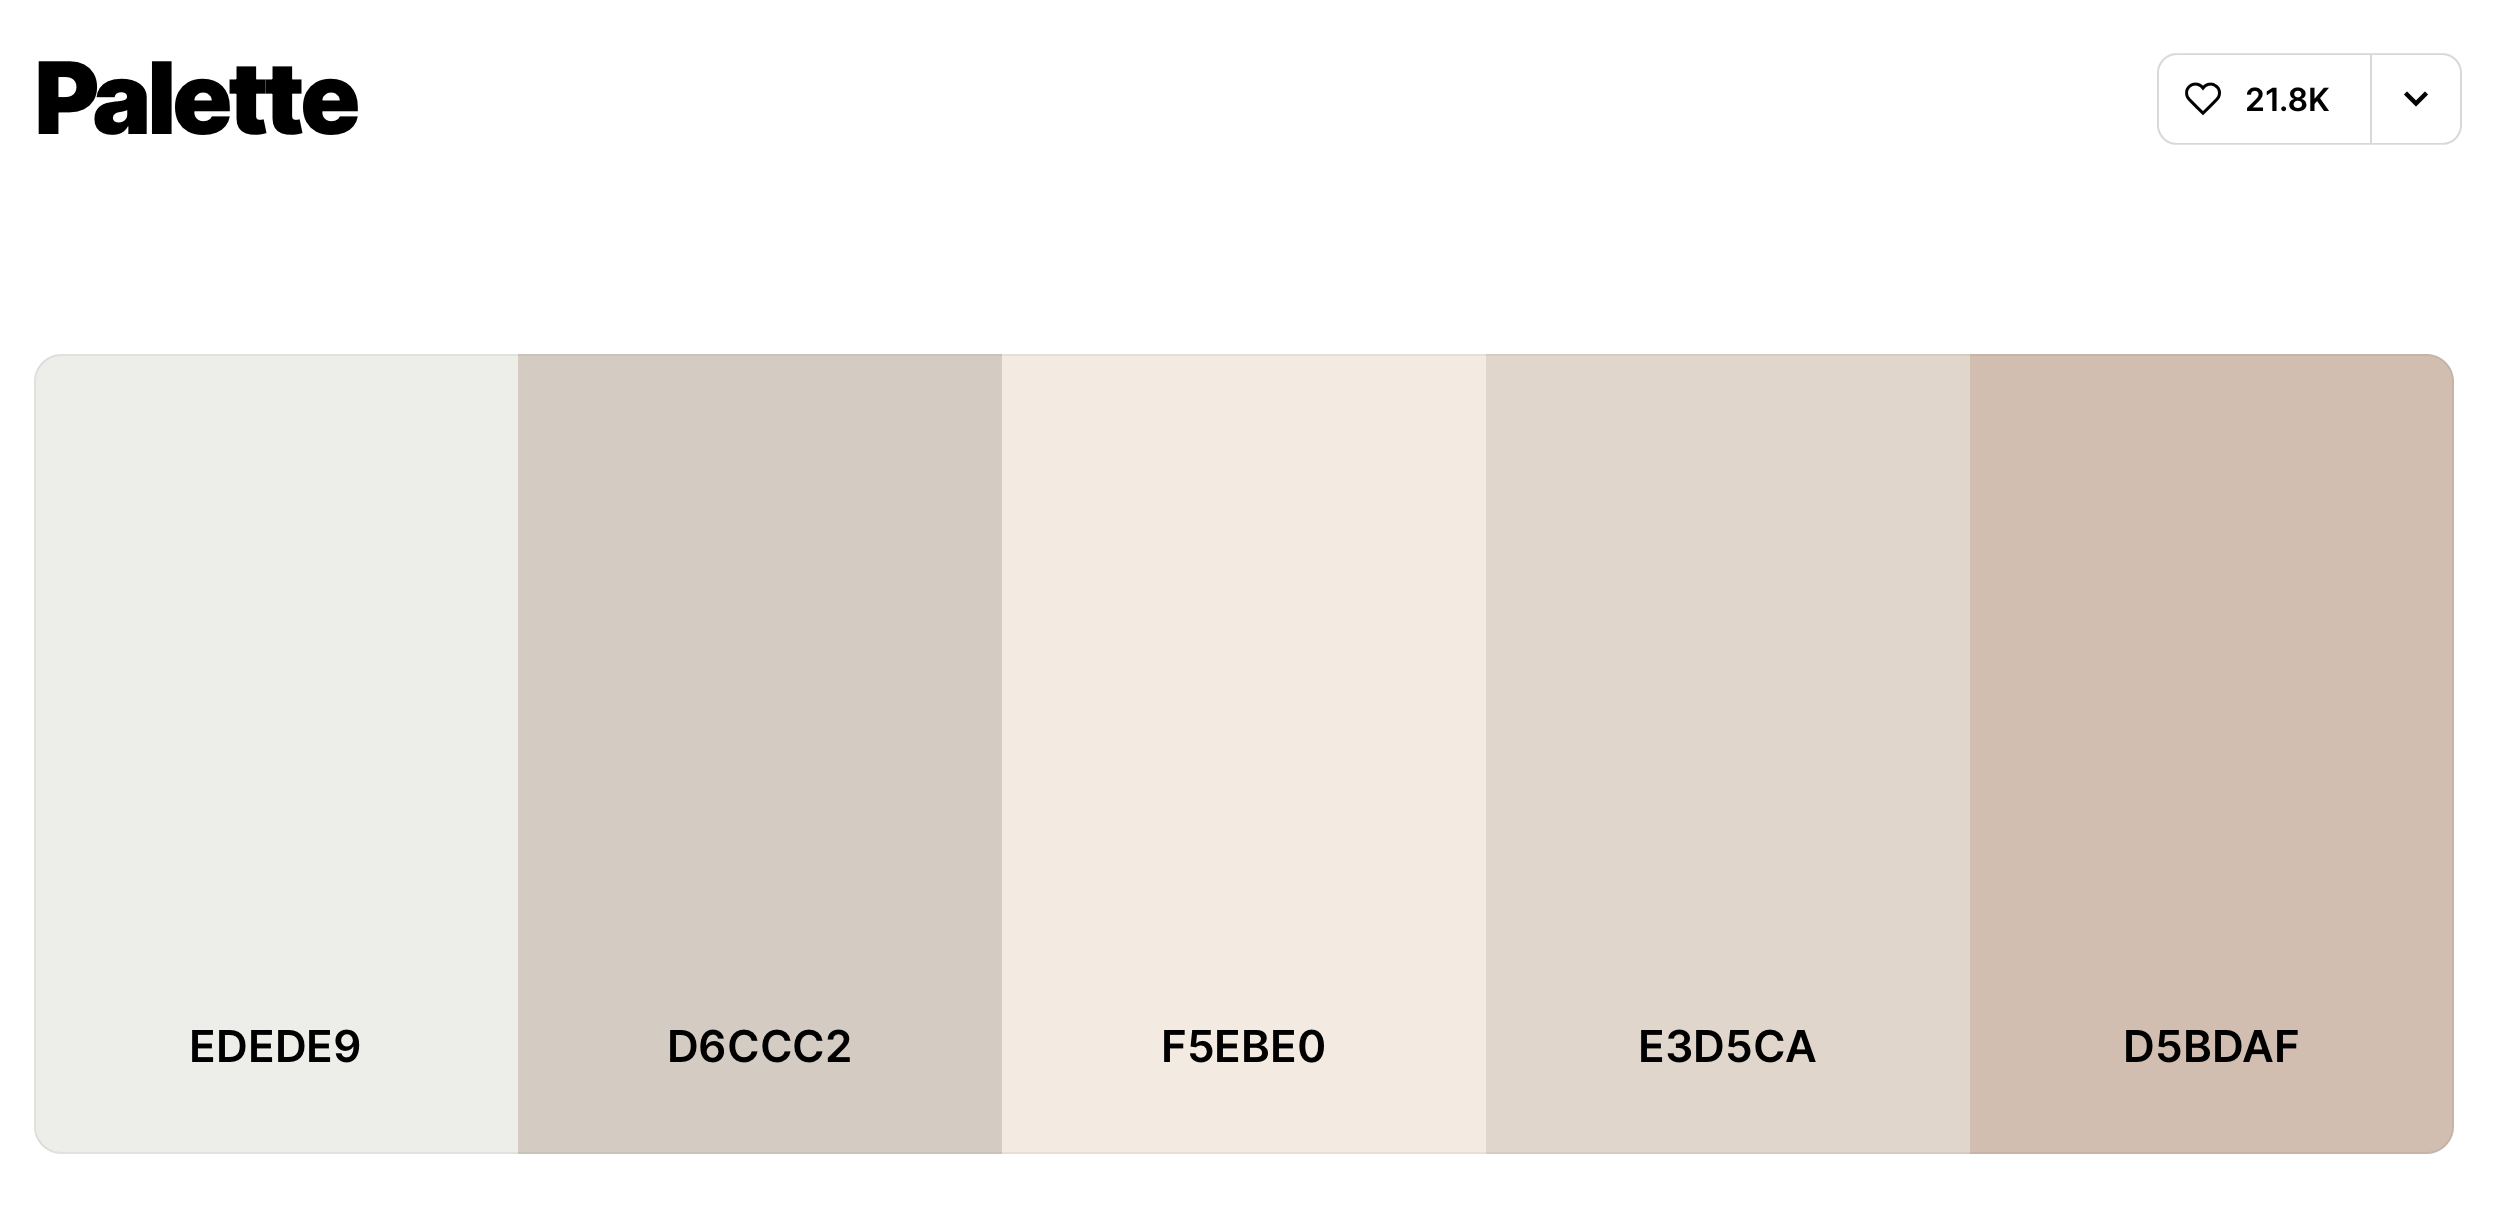 Palette
21.8K
EDEDE9
D6CCC2
F5EBE0
E3D5CA
D5BDAF